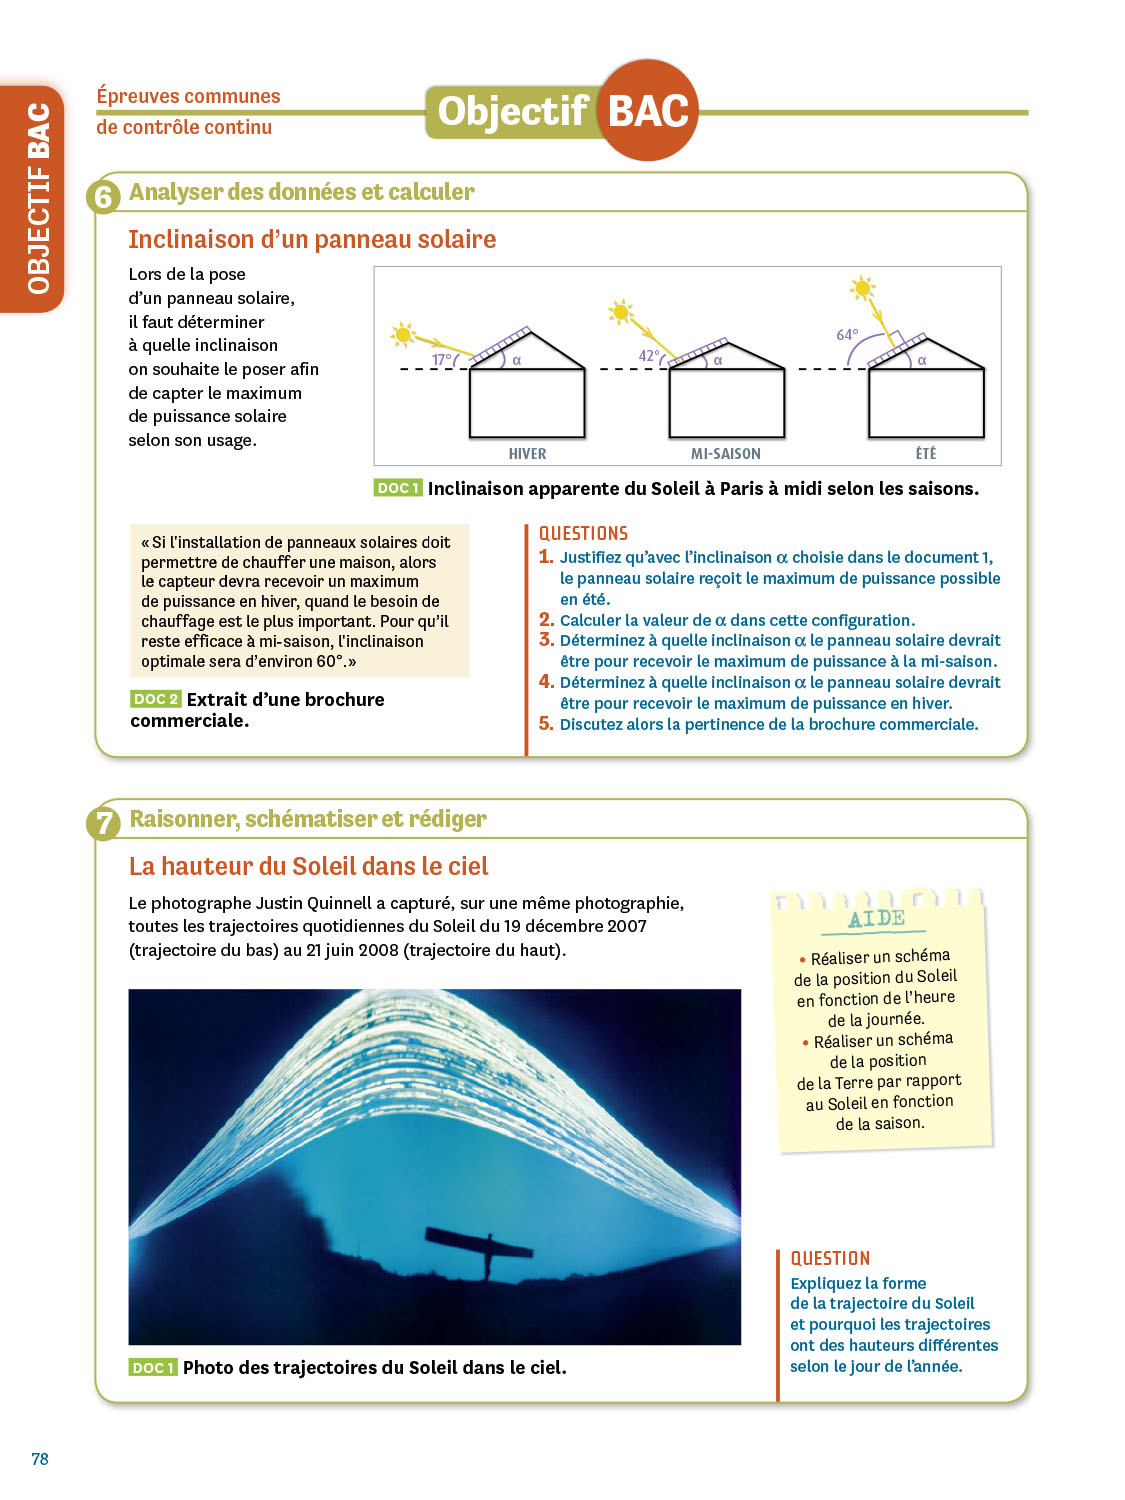 OBJECTIF BAC
Épreuves communes
de contrôle continu
Objectif BAC
6 Analyser des données et calculer
Inclinaison d’un panneau solaire
Lors de la pose
d’un panneau solaire,
il faut déterminer
à quelle inclinaison
on souhaite le poser afin
de capter le maximum
de puissance solaire
selon son usage.
17° α
42° α
64° α
HIVER
MI-SAISON
ÉTÉ
DOC 1 Inclinaison apparente du Soleil à Paris à midi selon les saisons.
« Si l'installation de panneaux solaires doit
permettre de chauffer une maison, alors
le capteur devra recevoir un maximum
de puissance en hiver, quand le besoin de
chauffage est le plus important. Pour qu’il
reste efficace à mi-saison, l'inclinaison
optimale sera d’environ 60°. »
DOC 2 Extrait d’une brochure
commerciale.
QUESTIONS
1. Justifiez qu’avec l’inclinaison α choisie dans le document 1,
le panneau solaire reçoit le maximum de puissance possible
en été.
2. Calculer la valeur de α dans cette configuration.
3. Déterminez à quelle inclinaison α le panneau solaire devrait
être pour recevoir le maximum de puissance à la mi-saison.
4. Déterminez à quelle inclinaison α le panneau solaire devrait
être pour recevoir le maximum de puissance en hiver.
5. Discutez alors la pertinence de la brochure commerciale.
7 Raisonner, schématiser et rédiger
La hauteur du Soleil dans le ciel
Le photographe Justin Quinnell a capturé, sur une même photographie,
toutes les trajectoires quotidiennes du Soleil du 19 décembre 2007
(trajectoire du bas) au 21 juin 2008 (trajectoire du haut).
DOC 1 Photo des trajectoires du Soleil dans le ciel.
AIDE
• Réaliser un schéma
de la position du Soleil
en fonction de l’heure
de la journée.
• Réaliser un schéma
de la position
de la Terre par rapport
au Soleil en fonction
de la saison.
QUESTION
Expliquez la forme
de la trajectoire du Soleil
et pourquoi les trajectoires
ont des hauteurs différentes
selon le jour de l’année.
78